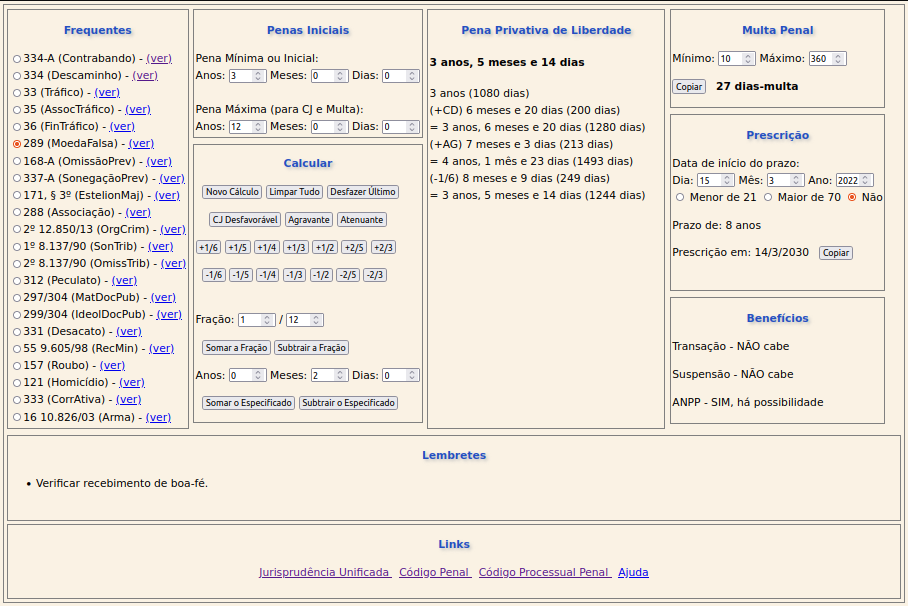 Frequentes
334-A (Contrabando) - (ver)
334 (Descaminho) - (ver)
33 (Tráfico) - (ver)
35 (AssocTráfico) - (ver)
36 (FinTráfico) - (ver)
289 (MoedaFalsa) - (ver)
168-A (OmissãoPrev) - (ver)
337-A (SonegaçãoPrev) - (ver)
171, § 3º (EstelionMaj) - (ver)
288 (Associação) - (ver)
2º 12.850/13 (OrgCrim) - (ver)
1º 8.137/90 (SonTrib) - (ver)
2º 8.137/90 (OmissTrib) - (ver)
312 (Peculato) - (ver)
297/304 (MatDocPub) - (ver)
299/304 (IdeolDocPub) - (ver)
331 (Desacato) - (ver)
55 9.605/98 (RecMin) - (ver)
157 (Roubo) - (ver)
121 (Homicídio) - (ver)
333 (CorrAtiva) - (ver)
16 10.826/03 (Arma) - (ver)
Penas Iniciais
Pena Mínima ou Inicial:
Anos: 3 Meses: 0 Dias: 0
Pena Máxima (para CJ e Multa):
Anos: 12 Meses: 0 Dias: 0
Calcular
Novo Cálculo Limpar Tudo Desfazer Último
CJ Desfavorável Agravante Atenuante
+1/6 +1/5 +1/4 +1/3 +1/2 +2/5 +2/3
-1/6 -1/5 -1/4 -1/3 -1/2 -2/5 -2/3
Fração: 1 / 12
Somar a Fração Subtrair a Fração
Anos: 0 Meses: 2 Dias: 0
Somar o Especificado Subtrair o Especificado
Pena Privativa de Liberdade
3 anos, 5 meses e 14 dias
3 anos (1080 dias)
(+CD) 6 meses e 20 dias (200 dias)
= 3 anos, 6 meses e 20 dias (1280 dias)
(+AG) 7 meses e 3 dias (213 dias)
= 4 anos, 1 mês e 23 dias (1493 dias)
(-1/6) 8 meses e 9 dias (249 dias)
= 3 anos, 5 meses e 14 dias (1244 dias)
Multa Penal
Mínimo: 10 Máximo: 360
Copiar 27 dias-multa
Prescrição
Data de início do prazo:
Dia: 15 Mês: 3 Ano: 2022
Menor de 21 Maior de 70 Não
Prazo de: 8 anos
Prescrição em: 14/3/2030 Copiar
Benefícios
Transação - NÃO cabe
Suspensão - NÃO cabe
ANPP - SIM, há possibilidade
Lembretes
• Verificar recebimento de boa-fé.
Links
Jurisprudência Unificada Código Penal Código Processual Penal Ajuda